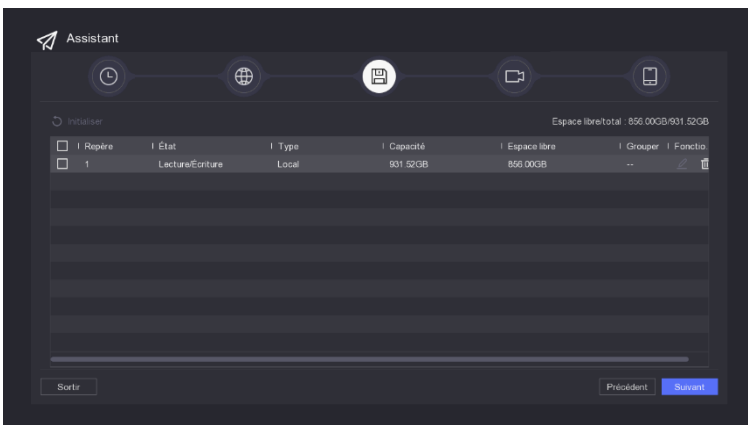 Assistant
Initialiser
Espace libre/total : 856.00GB/931.52GB
Repère État Type Capacité Espace libre Grouper Fonctio.
1 Lecture/Écriture Local 931.52GB 856.00GB --
Sortir Précédent Suivant